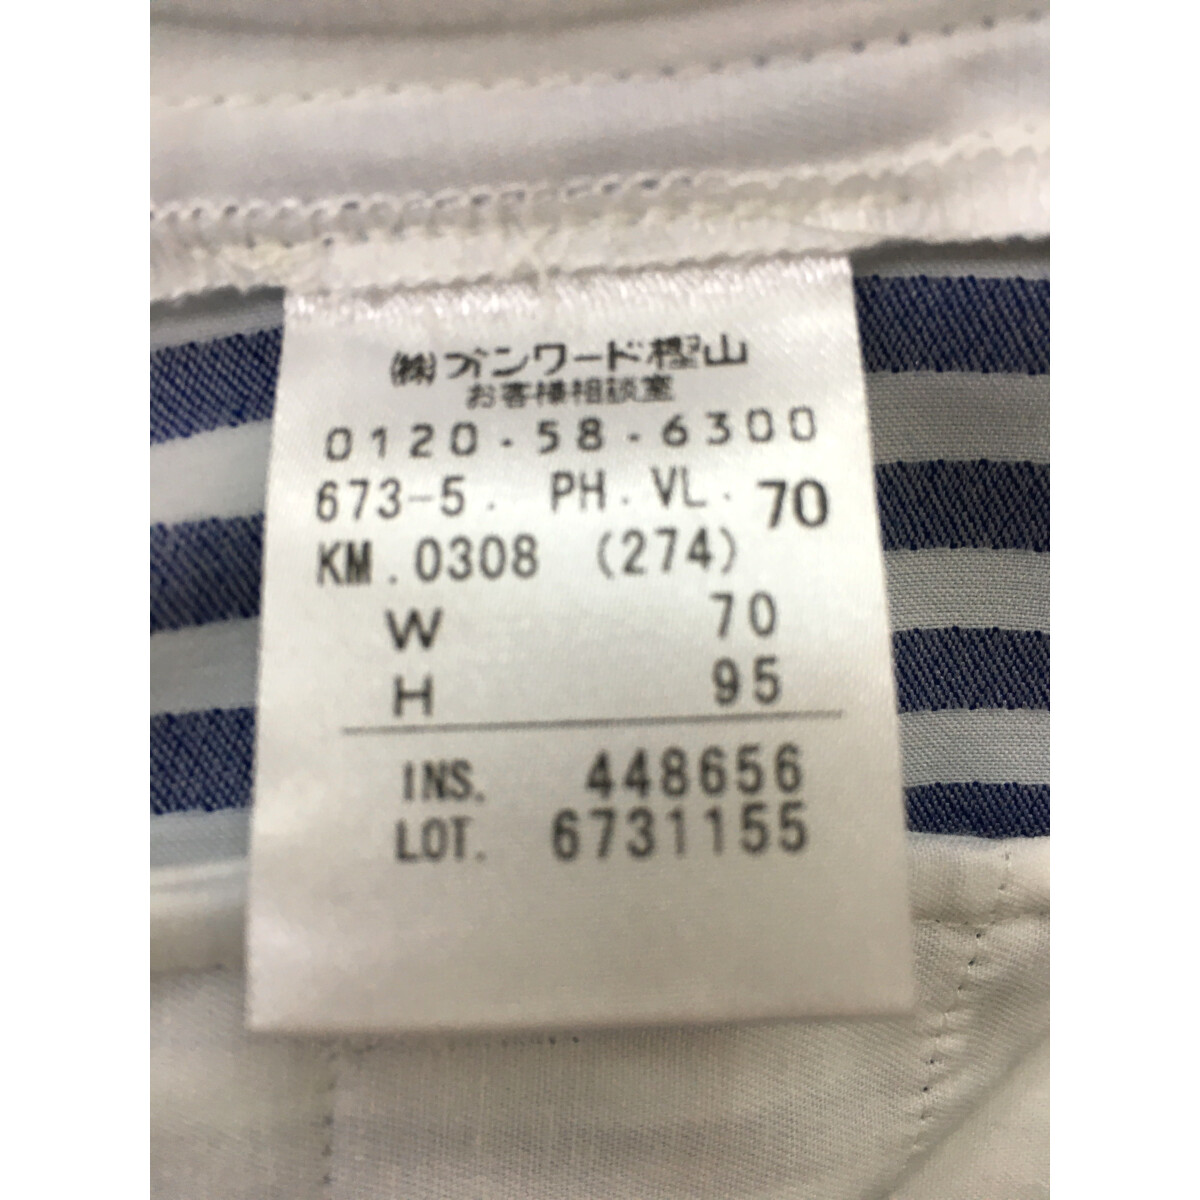 ㈱オンワード樫山
お客様相談室
0120-58-6300
673-5. PH. VL. 70
KM.0308 (274)
W 70
H 95
INS. 448656
LOT. 6731155